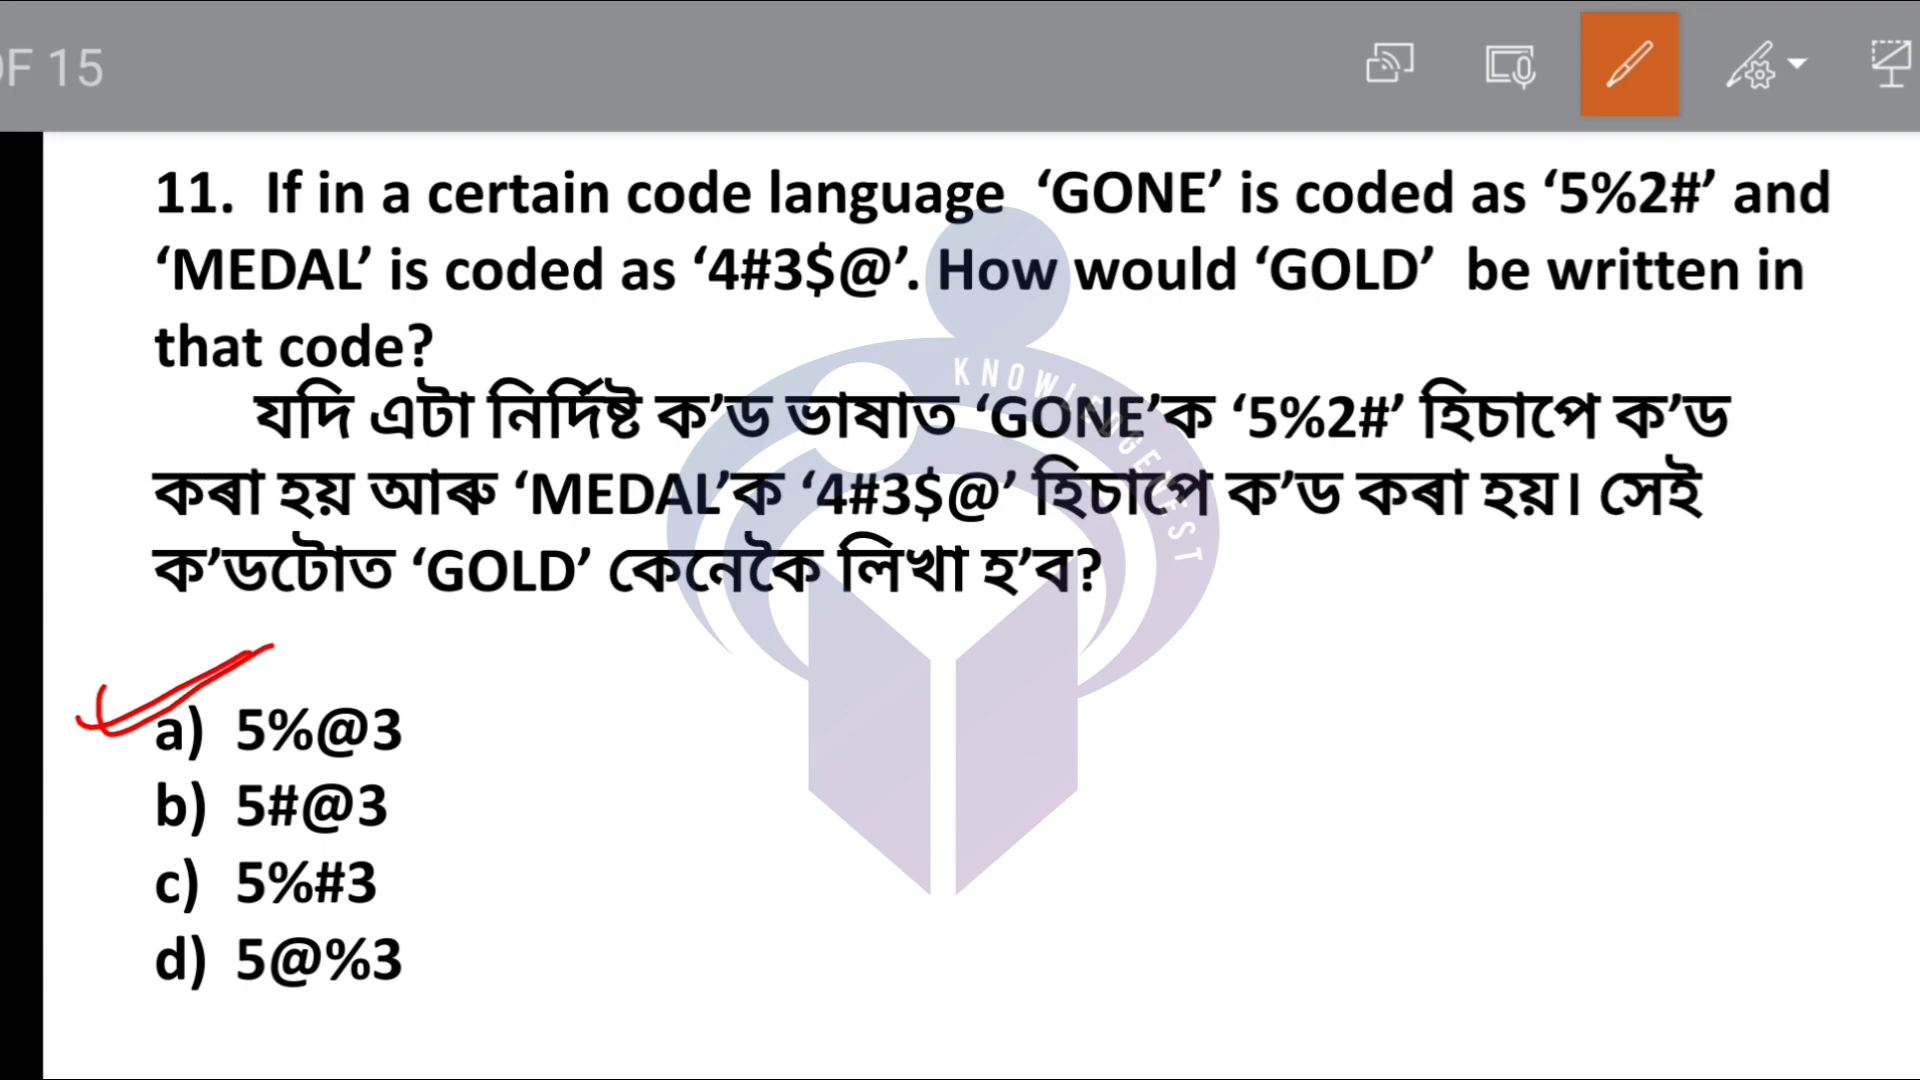 OF 15
11. If in a certain code language ‘GONE’ is coded as ‘5%2#’ and
‘MEDAL’ is coded as ‘4#3$@’. How would ‘GOLD’ be written in
that code?
যদি এটা নিৰ্দিষ্ট ক’ড ভাষাত ‘GONE’ক ‘5%2#’ হিচাপে ক’ড
কৰা হয় আৰু ‘MEDAL’ক ‘4#3$@’ হিচাপে ক’ড কৰা হয়। সেই
ক’ডটোত ‘GOLD’ কেনেকৈ লিখা হ’ব?
KNOWLEDGE NEST
a) 5%@3
b) 5#@3
c) 5%#3
d) 5@%3